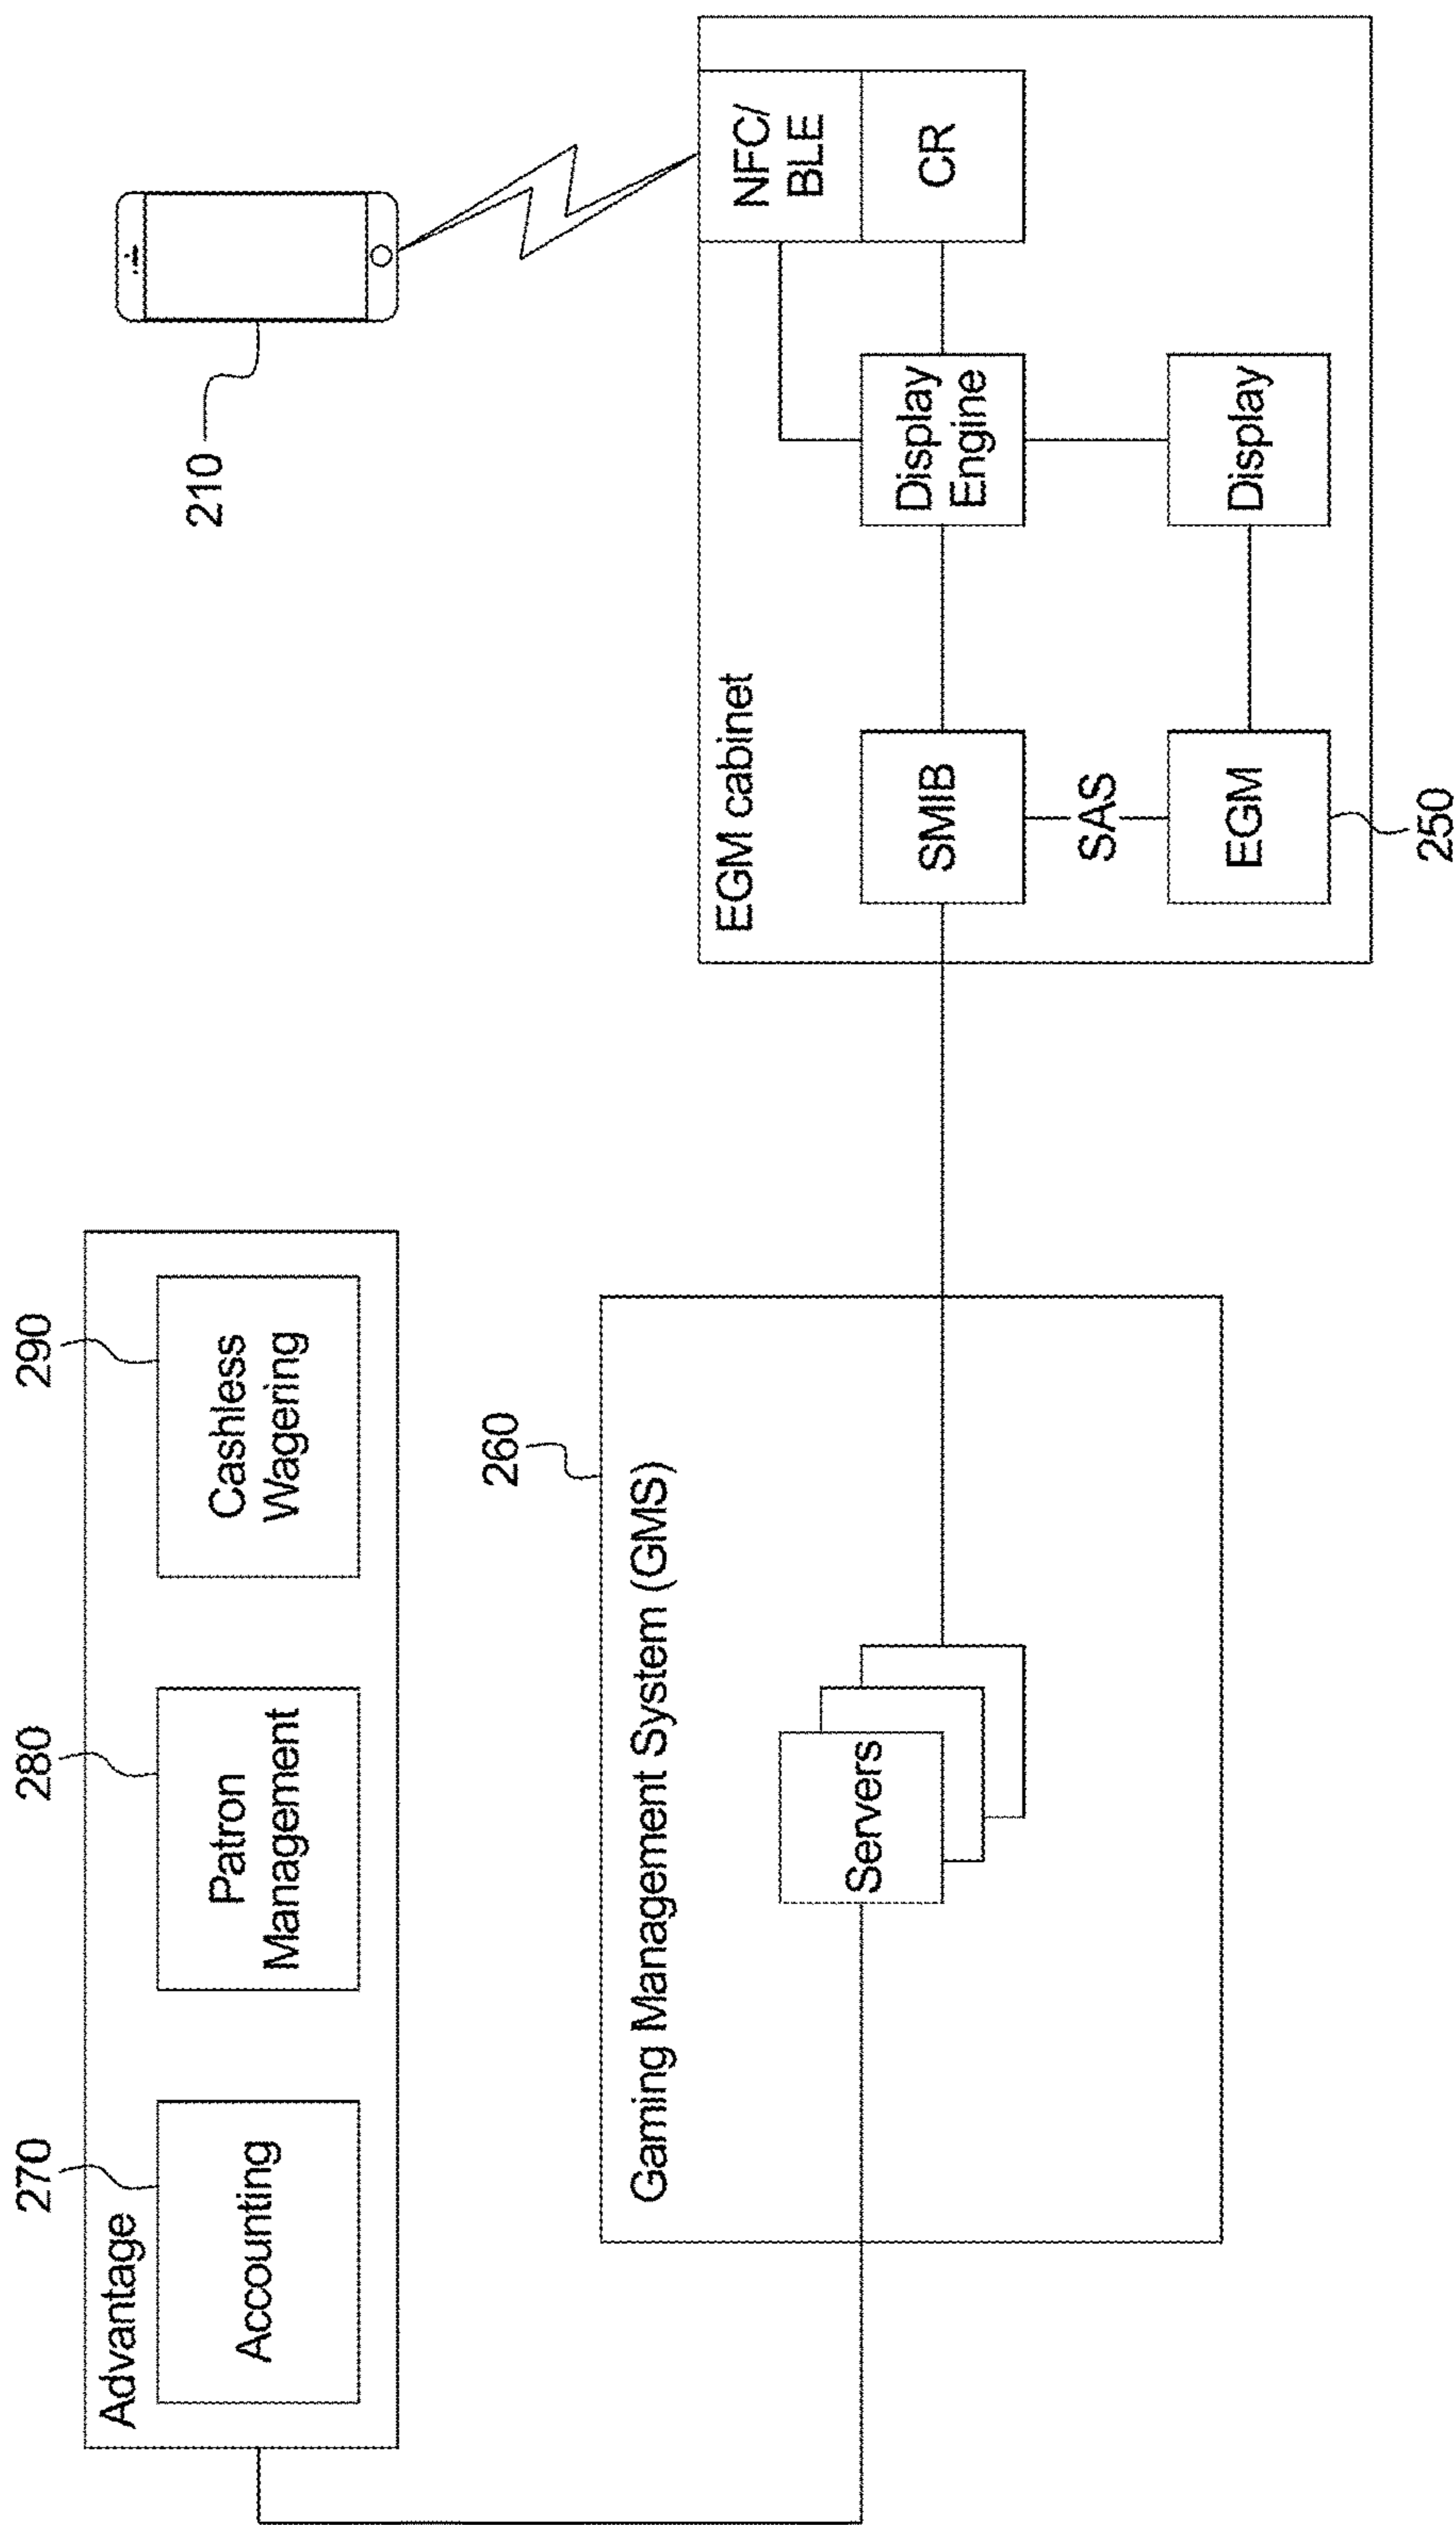 270
280
290
Advantage
Accounting
Patron
Management
Cashless
Wagering
210
260
Gaming Management System (GMS)
Servers
EGM cabinet
NFC/
BLE
SMIB
Display
Engine
CR
SAS
EGM
Display
250